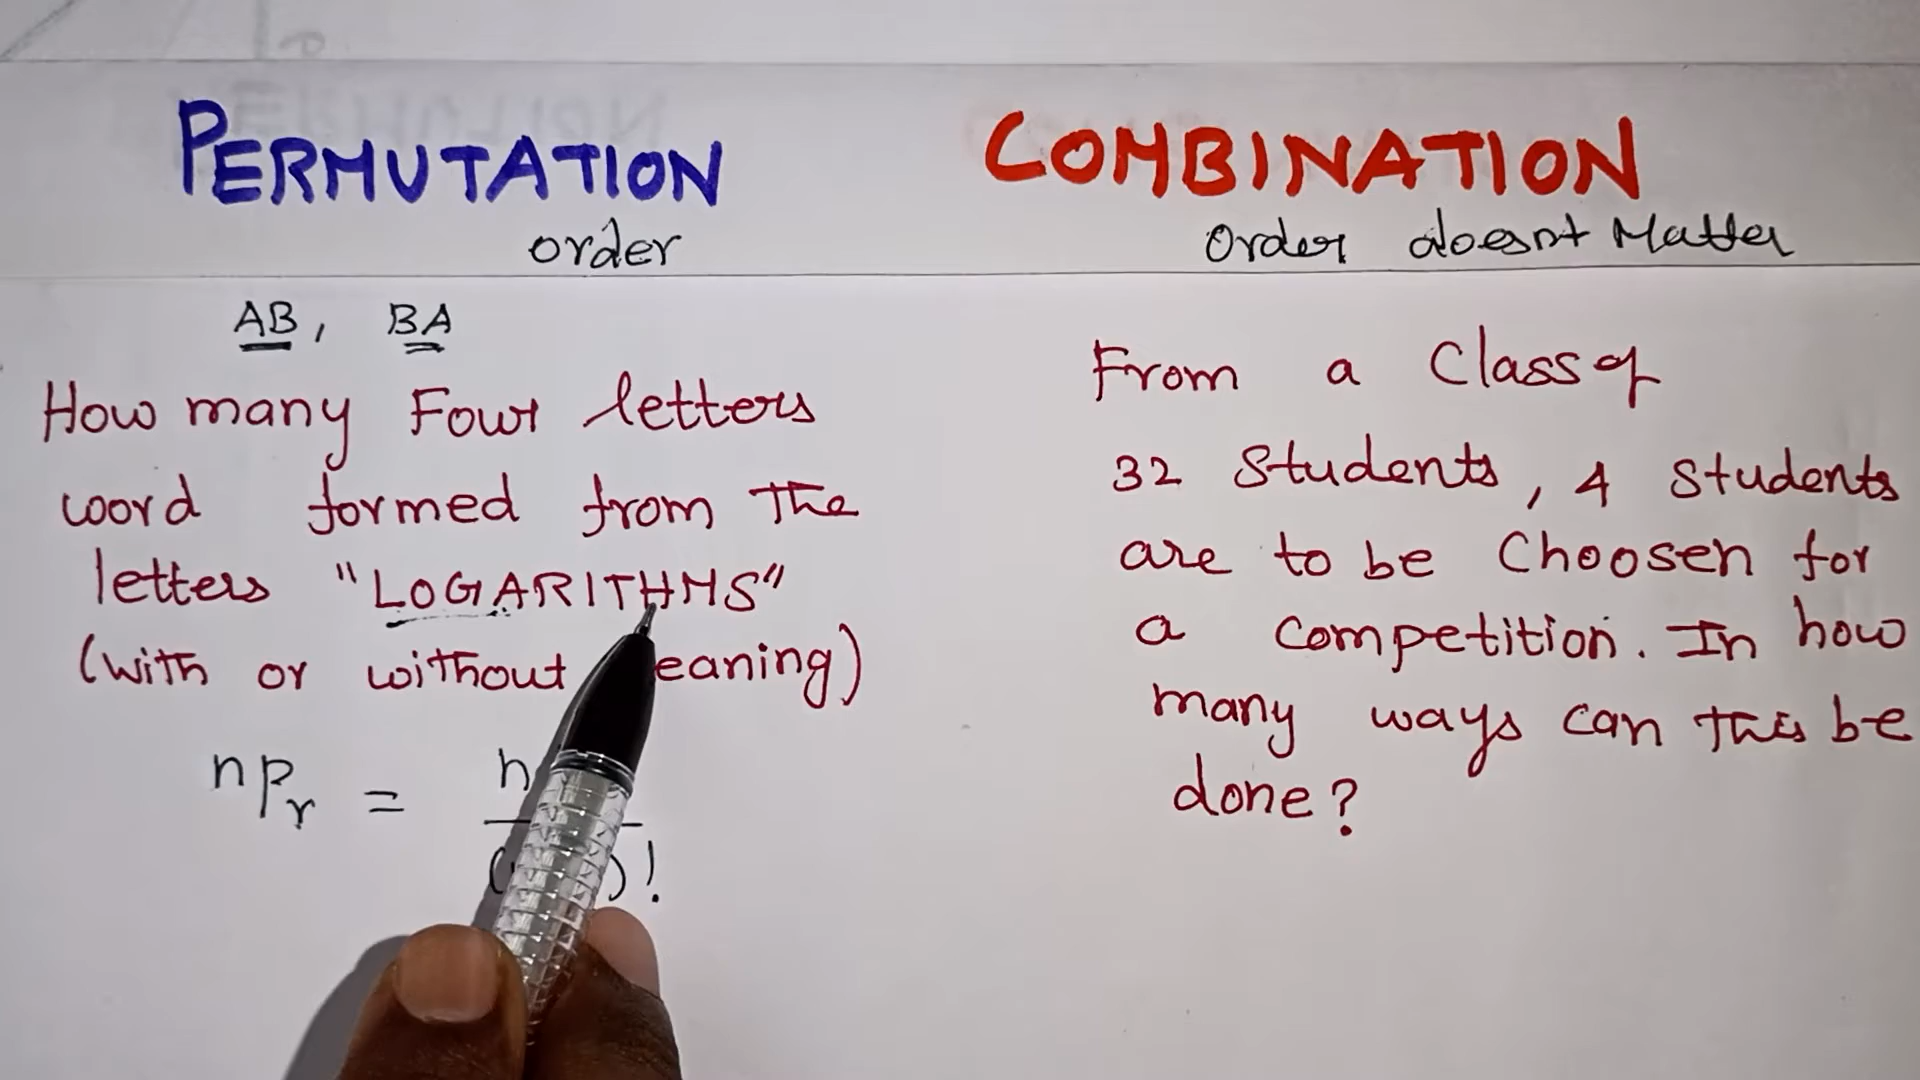 PERMUTATION
order
AB, BA
How many Four letters
word formed from the
letters "LOGARITHMS"
(with or without eaning)
nPr = n
( )!
COMBINATION
Order doesnt Matter
From a Class of
32 Students, 4 Students
are to be Choosen for
a competition. In how
many ways can this be
done?